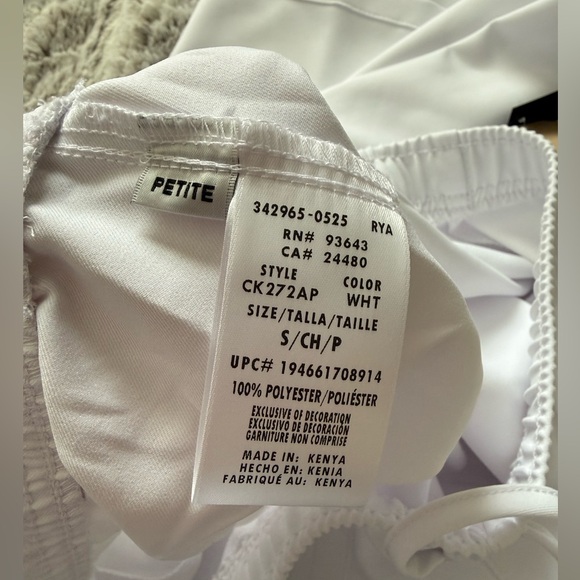 PETITE
342965-0525 RYA
RN# 93643
CA# 24480
STYLE COLOR
CK272AP WHT
SIZE/TALLA/TAILLE
S/CH/P
UPC# 194661708914
100% POLYESTER/POLIÉSTER
EXCLUSIVE OF DECORATION
EXCLUSIVO DE DECORACIÓN
GARNITURE NON COMPRISE
MADE IN: KENYA
HECHO EN: KENIA
FABRIQUÉ AU: KENYA